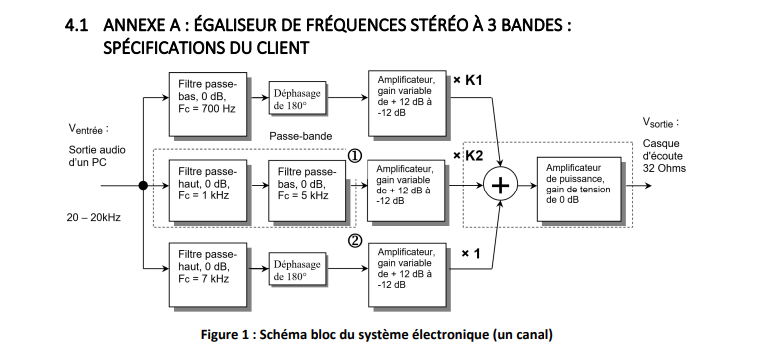 4.1 ANNEXE A : ÉGALISEUR DE FRÉQUENCES STÉRÉO À 3 BANDES :
SPÉCIFICATIONS DU CLIENT
Filtre passe-
bas, 0 dB,
Fc = 700 Hz
Déphasage
de 180°
Amplificateur,
gain variable
de + 12 dB à
-12 dB
× K1
Ventrée :
Sortie audio
d'un PC
20 – 20kHz
Passe-bande
①
Filtre passe-
haut, 0 dB,
Fc = 1 kHz
Filtre passe-
bas, 0 dB,
Fc = 5 kHz
Amplificateur,
gain variable
de + 12 dB à
-12 dB
× K2
+
Amplificateur
de puissance,
gain de tension
de 0 dB
Vsortie :
Casque
d'écoute
32 Ohms
②
Filtre passe-
haut, 0 dB,
Fc = 7 kHz
Déphasage
de 180°
Amplificateur,
gain variable
de + 12 dB à
-12 dB
× 1
Figure 1 : Schéma bloc du système électronique (un canal)